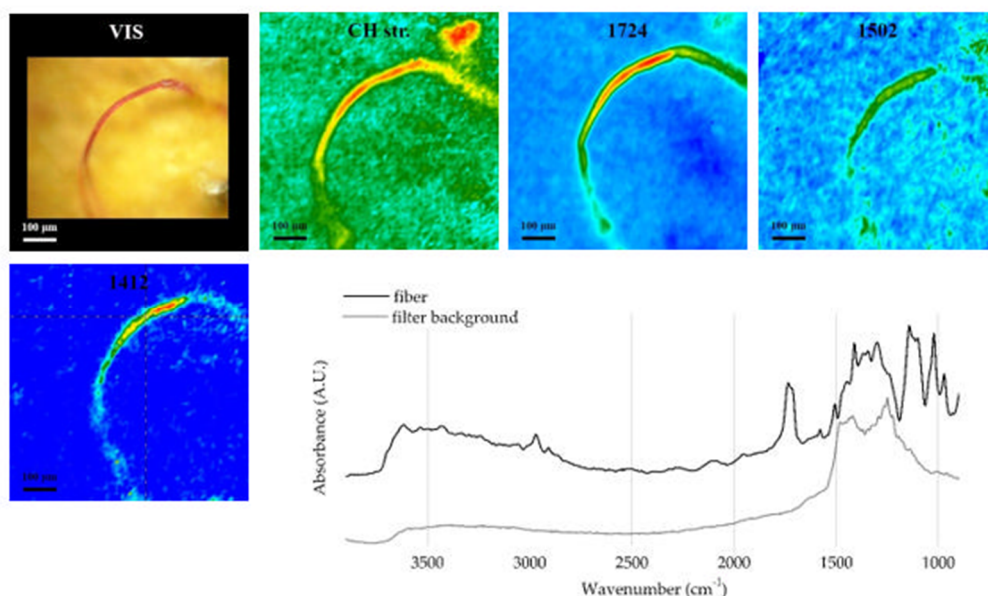 VIS
100 μm
CH str.
100 μm
1724
100 μm
1502
100 μm
1412
100 μm
fiber
filter background
Absorbance (A.U.)
3500
3000
2500
2000
1500
1000
Wavenumber (cm⁻¹)